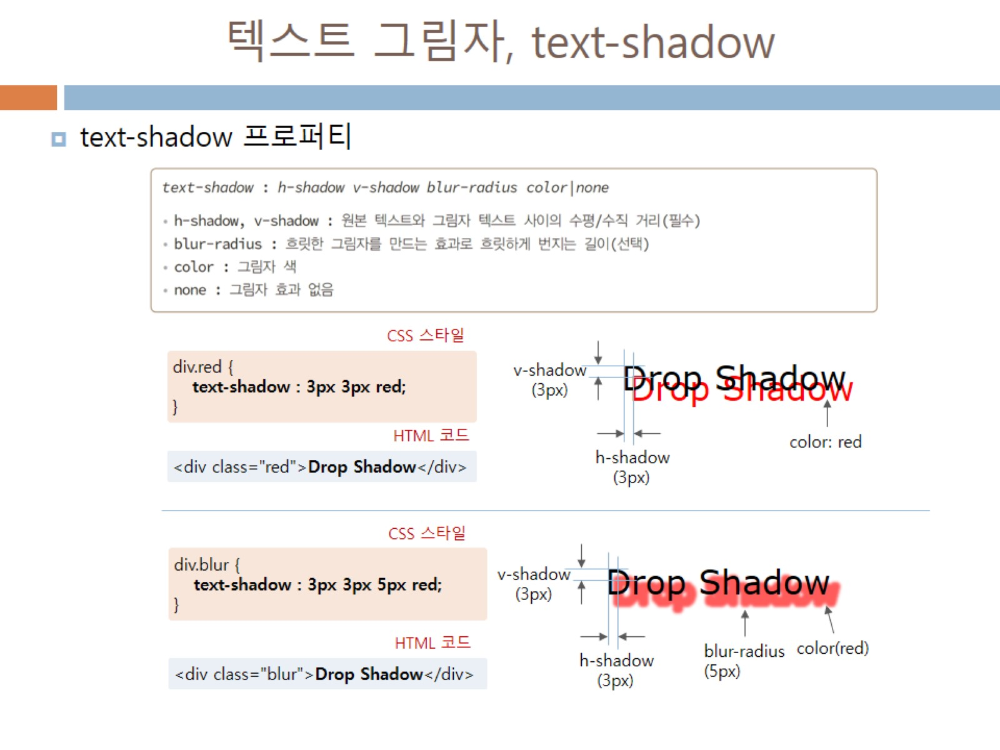 텍스트 그림자, text-shadow
text-shadow 프로퍼티
text-shadow : h-shadow v-shadow blur-radius color|none
• h-shadow, v-shadow : 원본 텍스트와 그림자 텍스트 사이의 수평/수직 거리(필수)
• blur-radius : 흐릿한 그림자를 만드는 효과로 흐릿하게 번지는 길이(선택)
• color : 그림자 색
• none : 그림자 효과 없음
CSS 스타일
div.red {
text-shadow : 3px 3px red;
}
HTML 코드
<div class="red">Drop Shadow</div>
v-shadow
(3px)
Drop Shadow
h-shadow
(3px)
color: red
CSS 스타일
div.blur {
text-shadow : 3px 3px 5px red;
}
HTML 코드
<div class="blur">Drop Shadow</div>
v-shadow
(3px)
Drop Shadow
h-shadow
(3px)
blur-radius
(5px)
color(red)